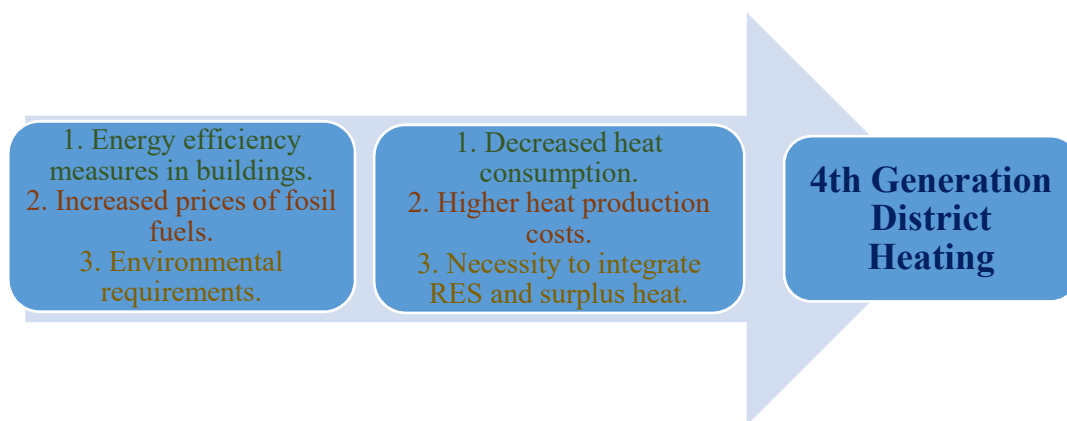 1. Energy efficiency
measures in buildings.
2. Increased prices of fosil
fuels.
3. Environmental
requirements.
1. Decreased heat
consumption.
2. Higher heat production
costs.
3. Necessity to integrate
RES and surplus heat.
4th Generation
District
Heating